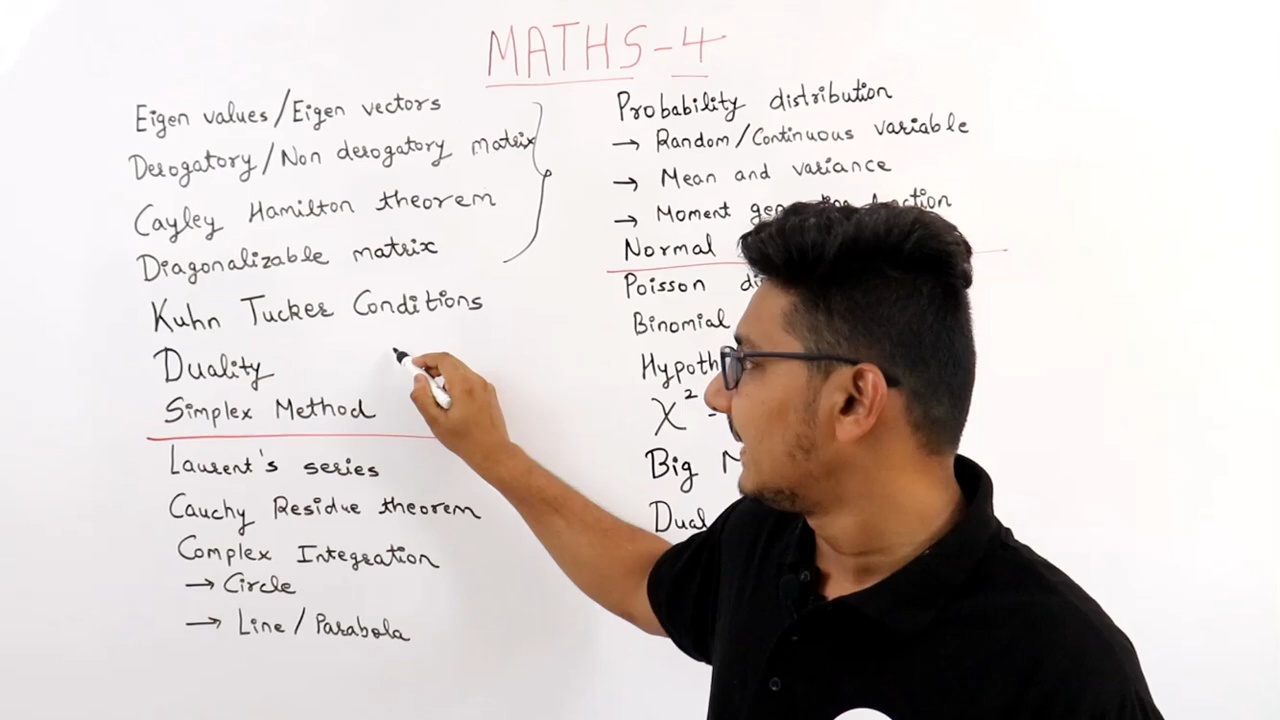 MATHS-4
Eigen values/Eigen vectors
Derogatory/Non derogatory matrix
Cayley Hamilton theorem
Diagonalizable matrix
Kuhn Tucker Conditions
Duality
Simplex Method
Laurent's series
Cauchy Residue theorem
Complex Integration
→ Circle
→ Line/Parabola
Probability distribution
→ Random/Continuous variable
→ Mean and variance
→ Moment
Normal
Poisson
Binomial
χ²
Big